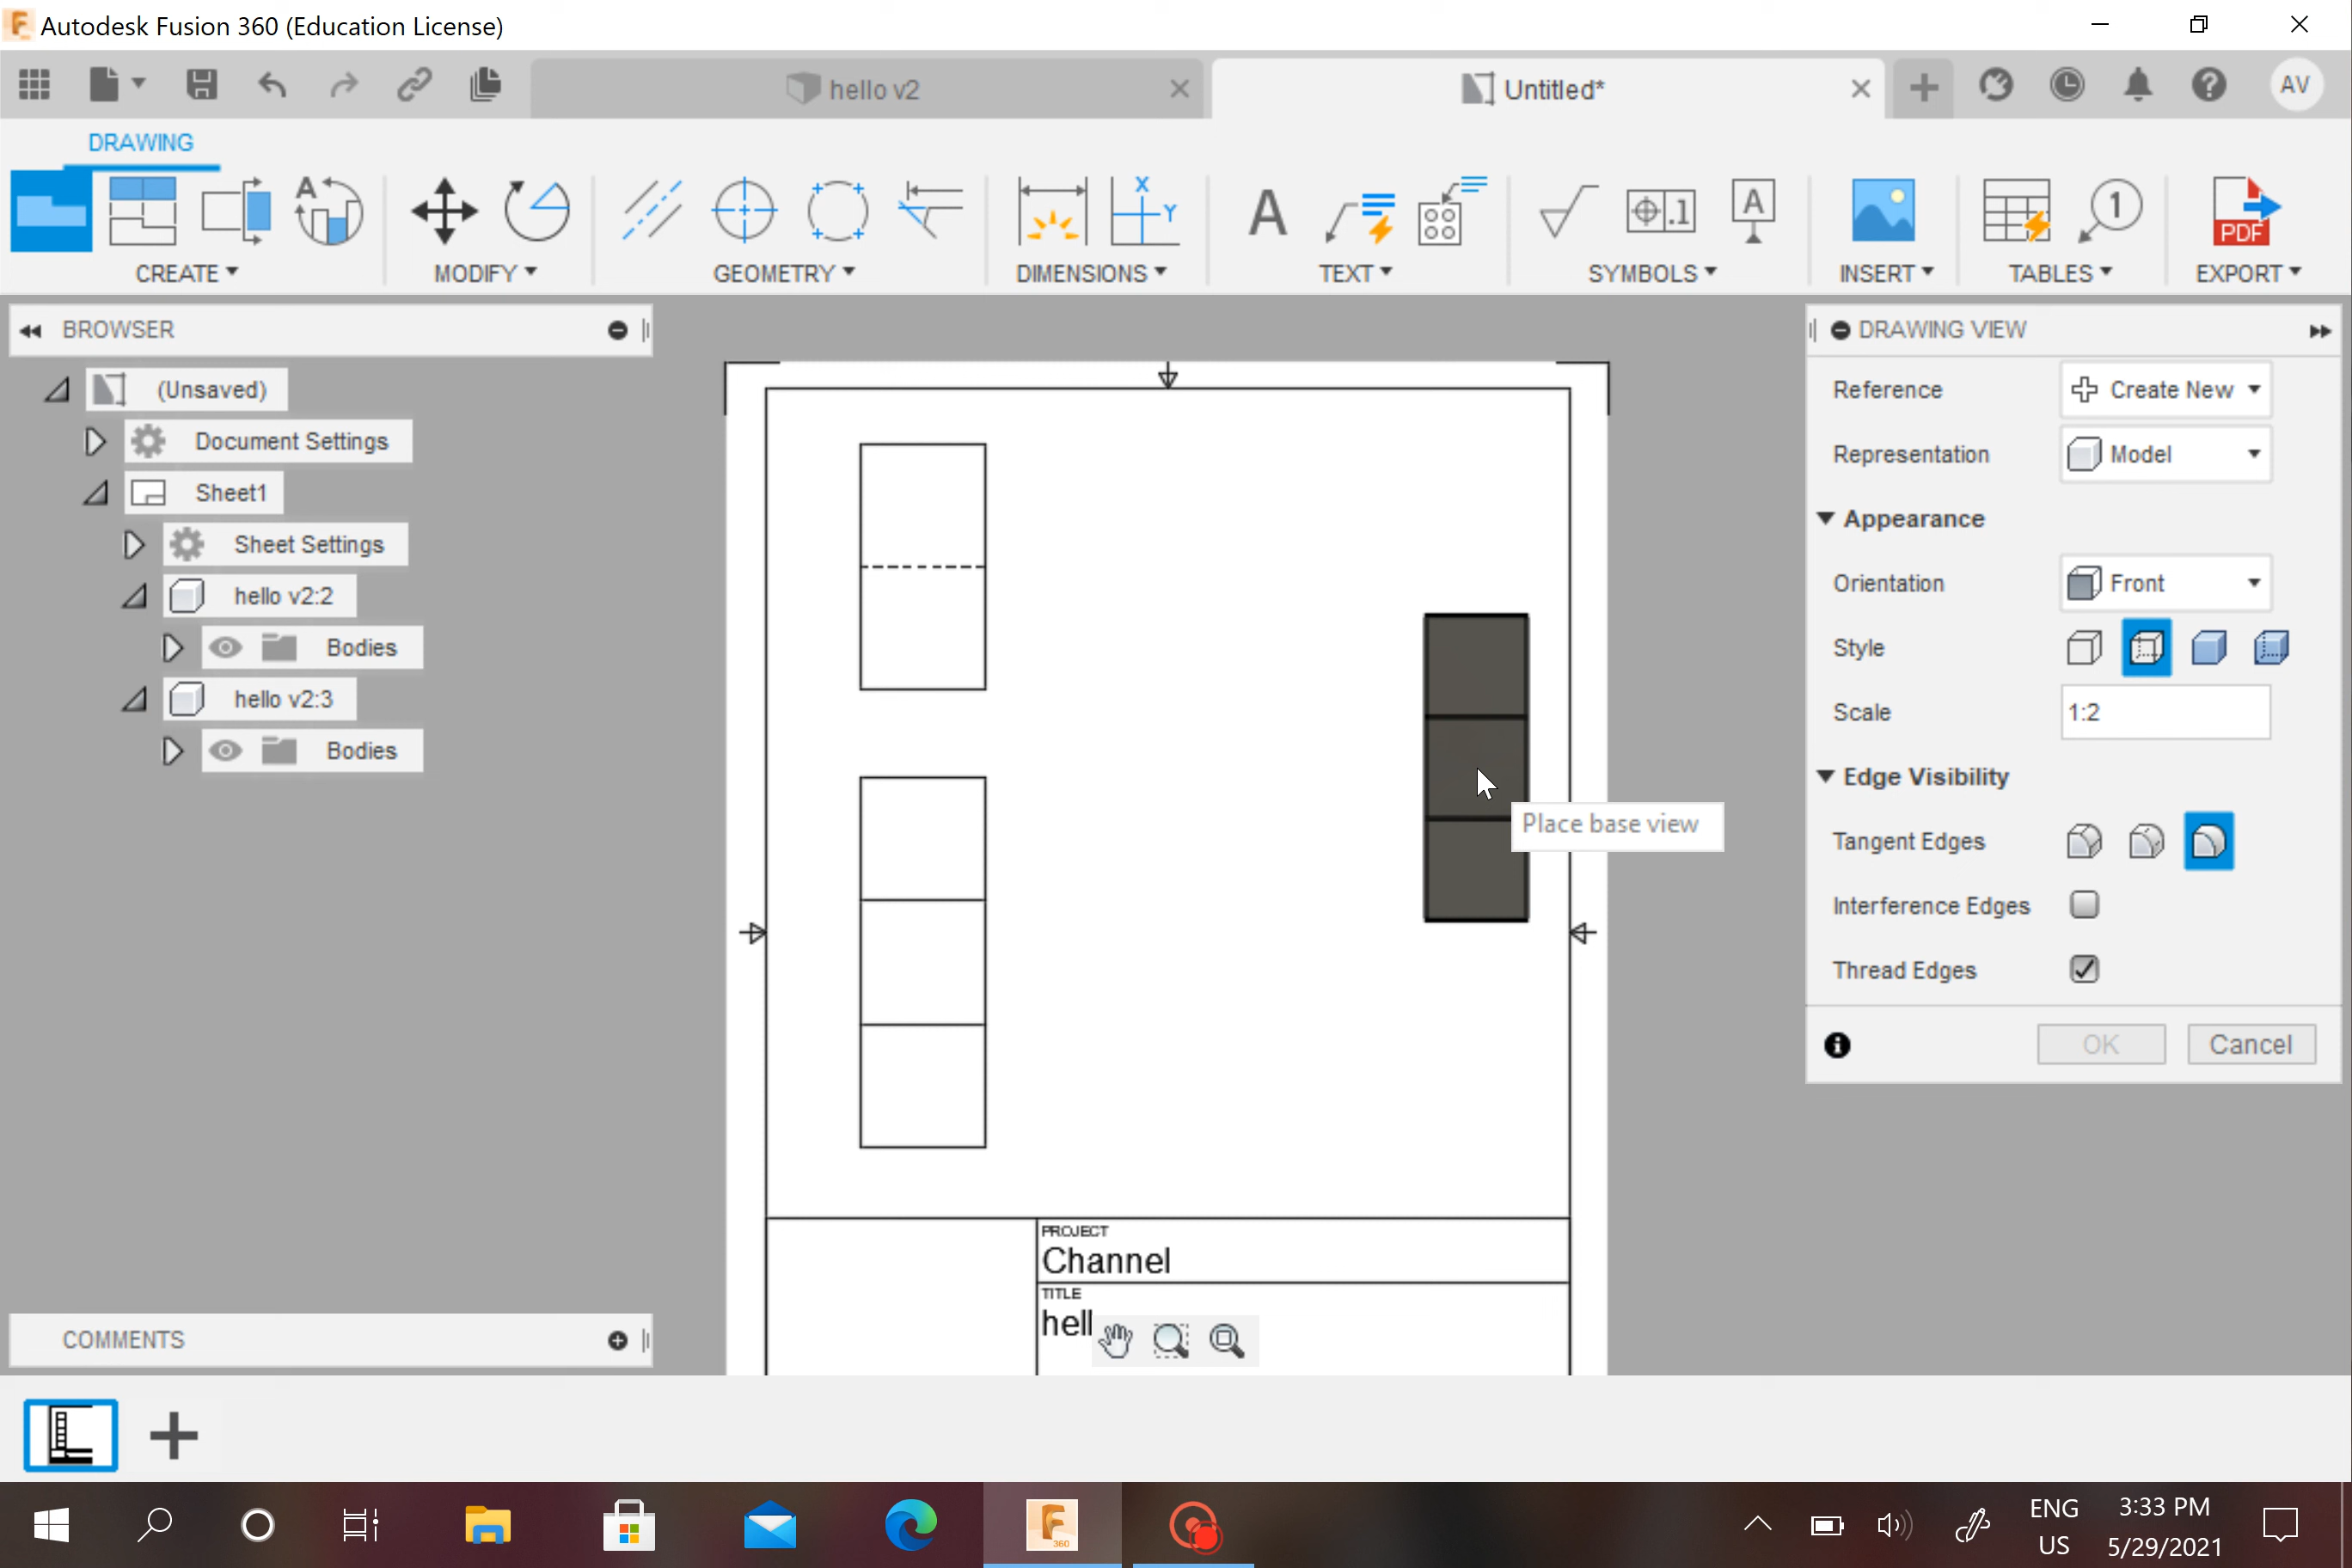 Autodesk Fusion 360 (Education License)
hello v2
Untitled*
AV
DRAWING
A
X
Y
A
.1
A
1
PDF
CREATE
MODIFY
GEOMETRY
DIMENSIONS
TEXT
SYMBOLS
INSERT
TABLES
EXPORT
BROWSER
(Unsaved)
Document Settings
Sheet1
Sheet Settings
hello v2:2
Bodies
hello v2:3
Bodies
DRAWING VIEW
Reference
Create New
Representation
Model
Appearance
Orientation
Front
Style
Scale
1:2
Edge Visibility
Tangent Edges
Interference Edges
Thread Edges
OK
Cancel
Place base view
PROJECT
Channel
TITLE
hell
COMMENTS
360
ENG
US
3:33 PM
5/29/2021